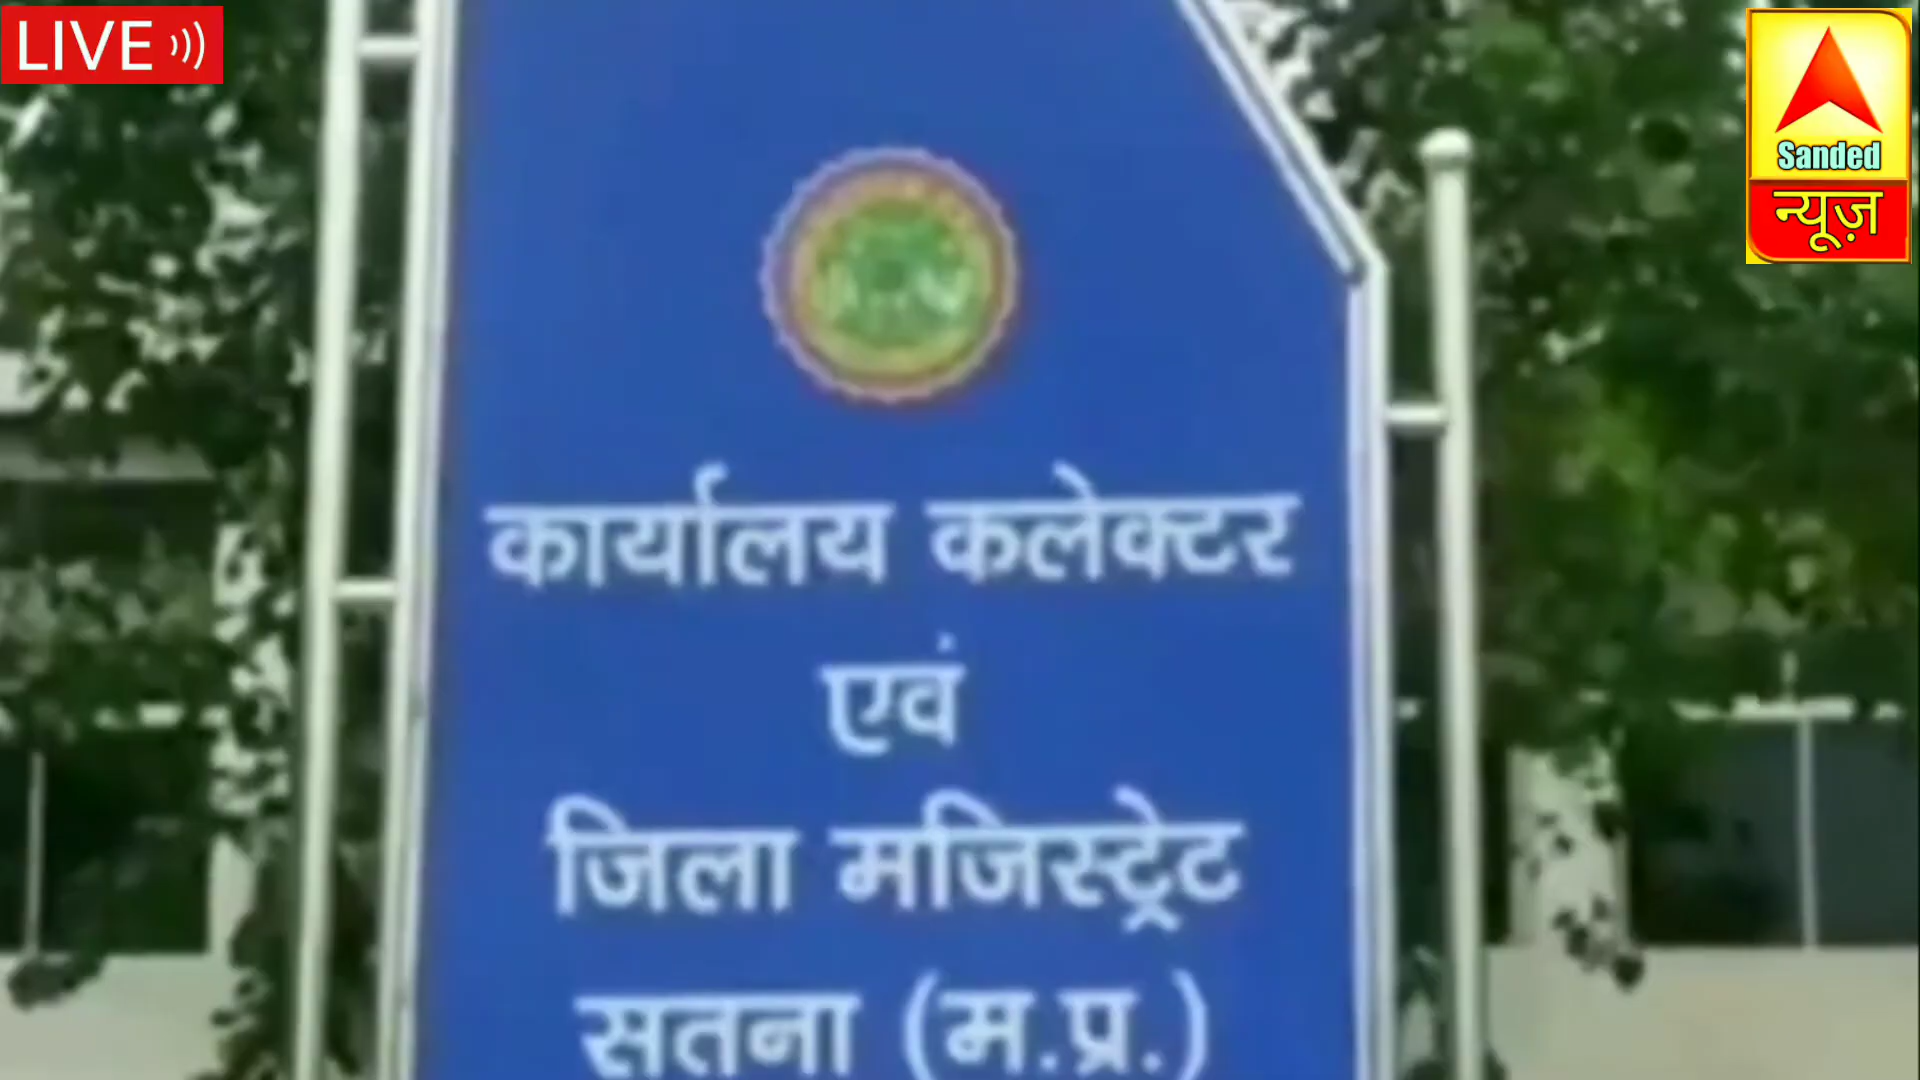 LIVE
Sanded
न्यूज़
कार्यालय कलेक्टर
एवं
जिला मजिस्ट्रेट
सतना (म.प्र.)